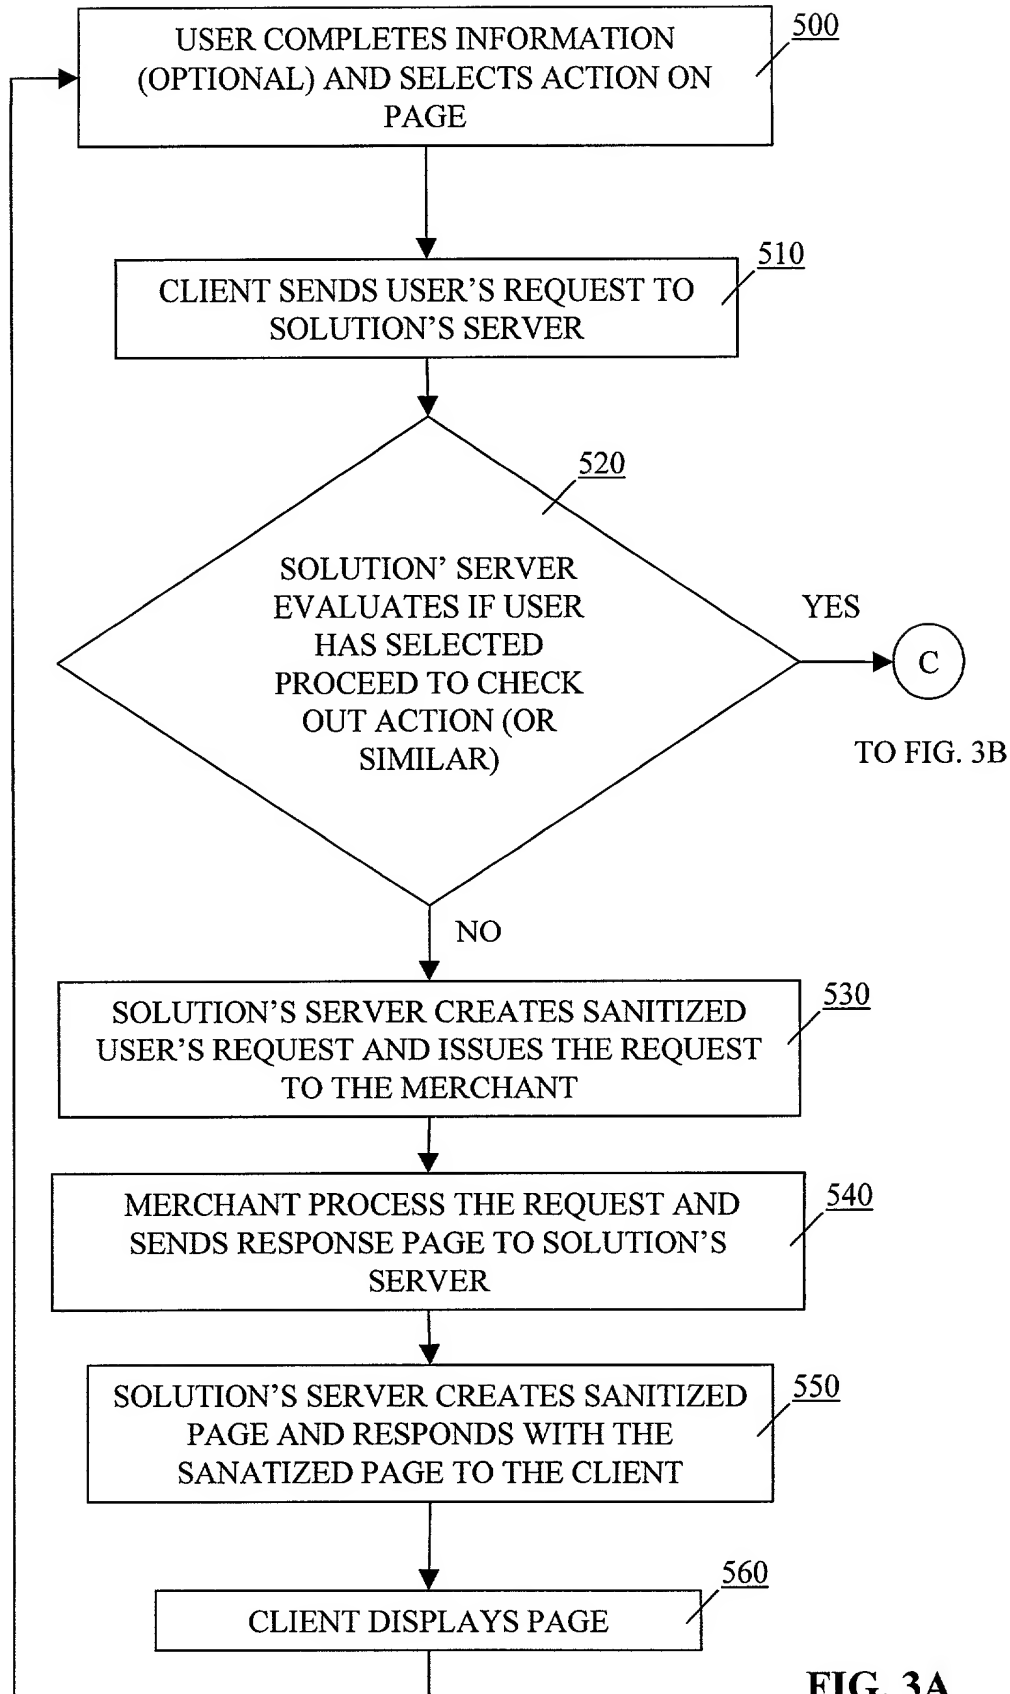 500
USER COMPLETES INFORMATION
(OPTIONAL) AND SELECTS ACTION ON
PAGE
510
CLIENT SENDS USER'S REQUEST TO
SOLUTION'S SERVER
520
SOLUTION' SERVER
EVALUATES IF USER
HAS SELECTED
PROCEED TO CHECK
OUT ACTION (OR
SIMILAR)
YES
C
TO FIG. 3B
NO
530
SOLUTION'S SERVER CREATES SANITIZED
USER'S REQUEST AND ISSUES THE REQUEST
TO THE MERCHANT
540
MERCHANT PROCESS THE REQUEST AND
SENDS RESPONSE PAGE TO SOLUTION'S
SERVER
550
SOLUTION'S SERVER CREATES SANITIZED
PAGE AND RESPONDS WITH THE
SANATIZED PAGE TO THE CLIENT
560
CLIENT DISPLAYS PAGE
FIG. 3A